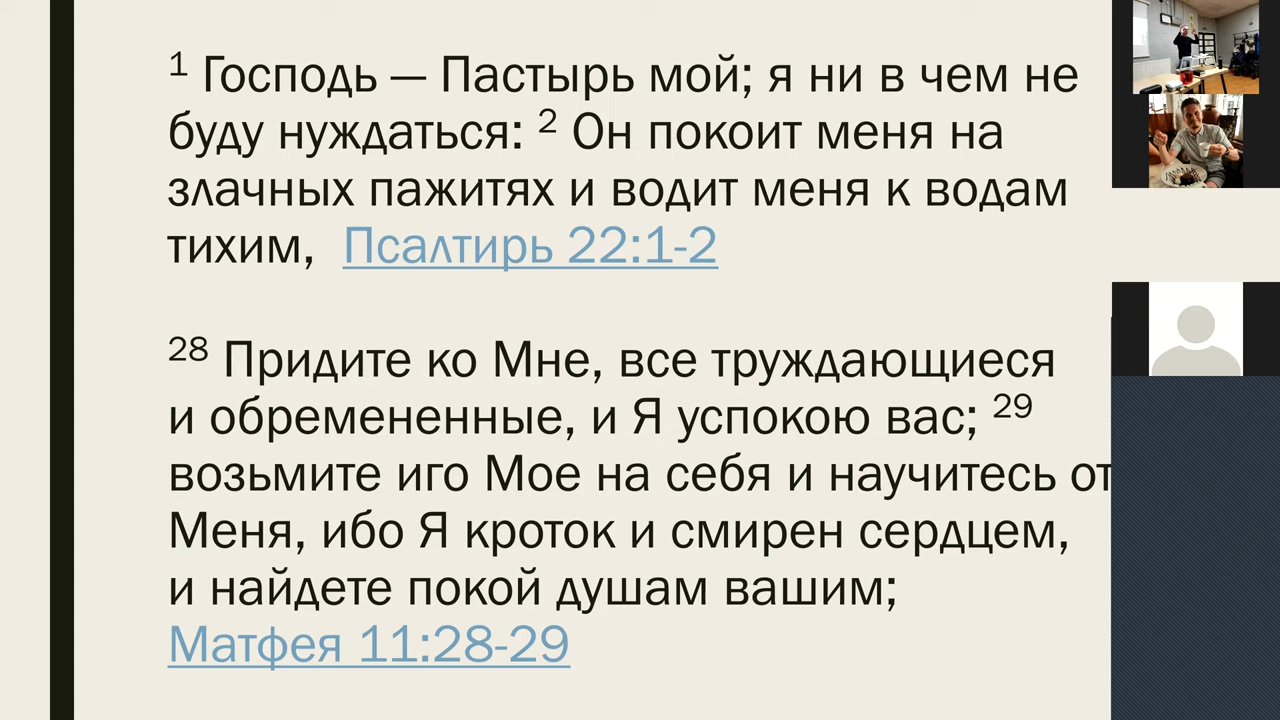 ¹ Господь — Пастырь мой; я ни в чем не
буду нуждаться: ² Он покоит меня на
злачных пажитях и водит меня к водам
тихим, Псалтирь 22:1-2
²⁸ Придите ко Мне, все труждающиеся
и обремененные, и Я успокою вас; ²⁹
возьмите иго Мое на себя и научитесь от
Меня, ибо Я кроток и смирен сердцем,
и найдете покой душам вашим;
Матфея 11:28-29